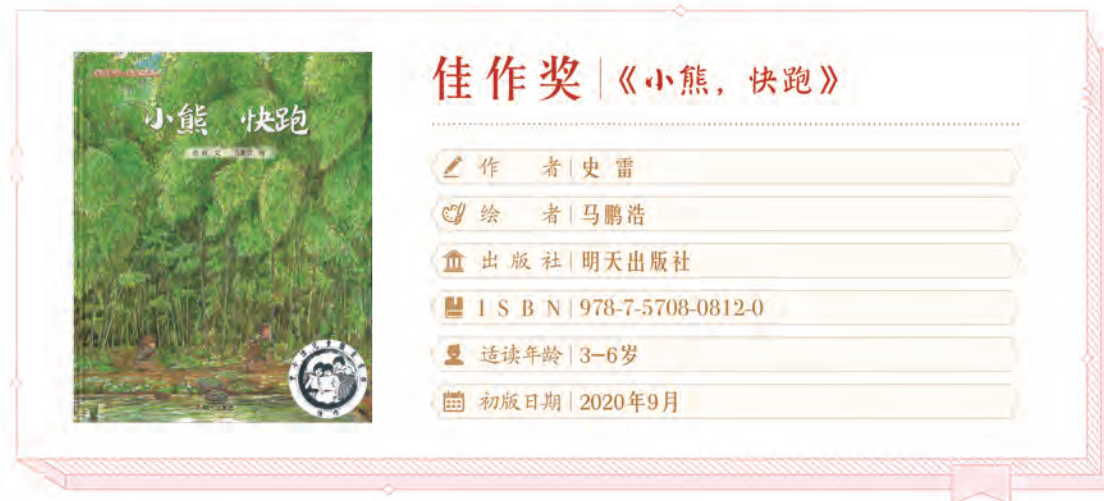 佳作奖|《小熊，快跑》
小熊，快跑
作 者|史 雷
绘 者|马鹏浩
出版社|明天出版社
ISBN|978-7-5708-0812-0
适读年龄|3-6岁
初版日期|2020年9月